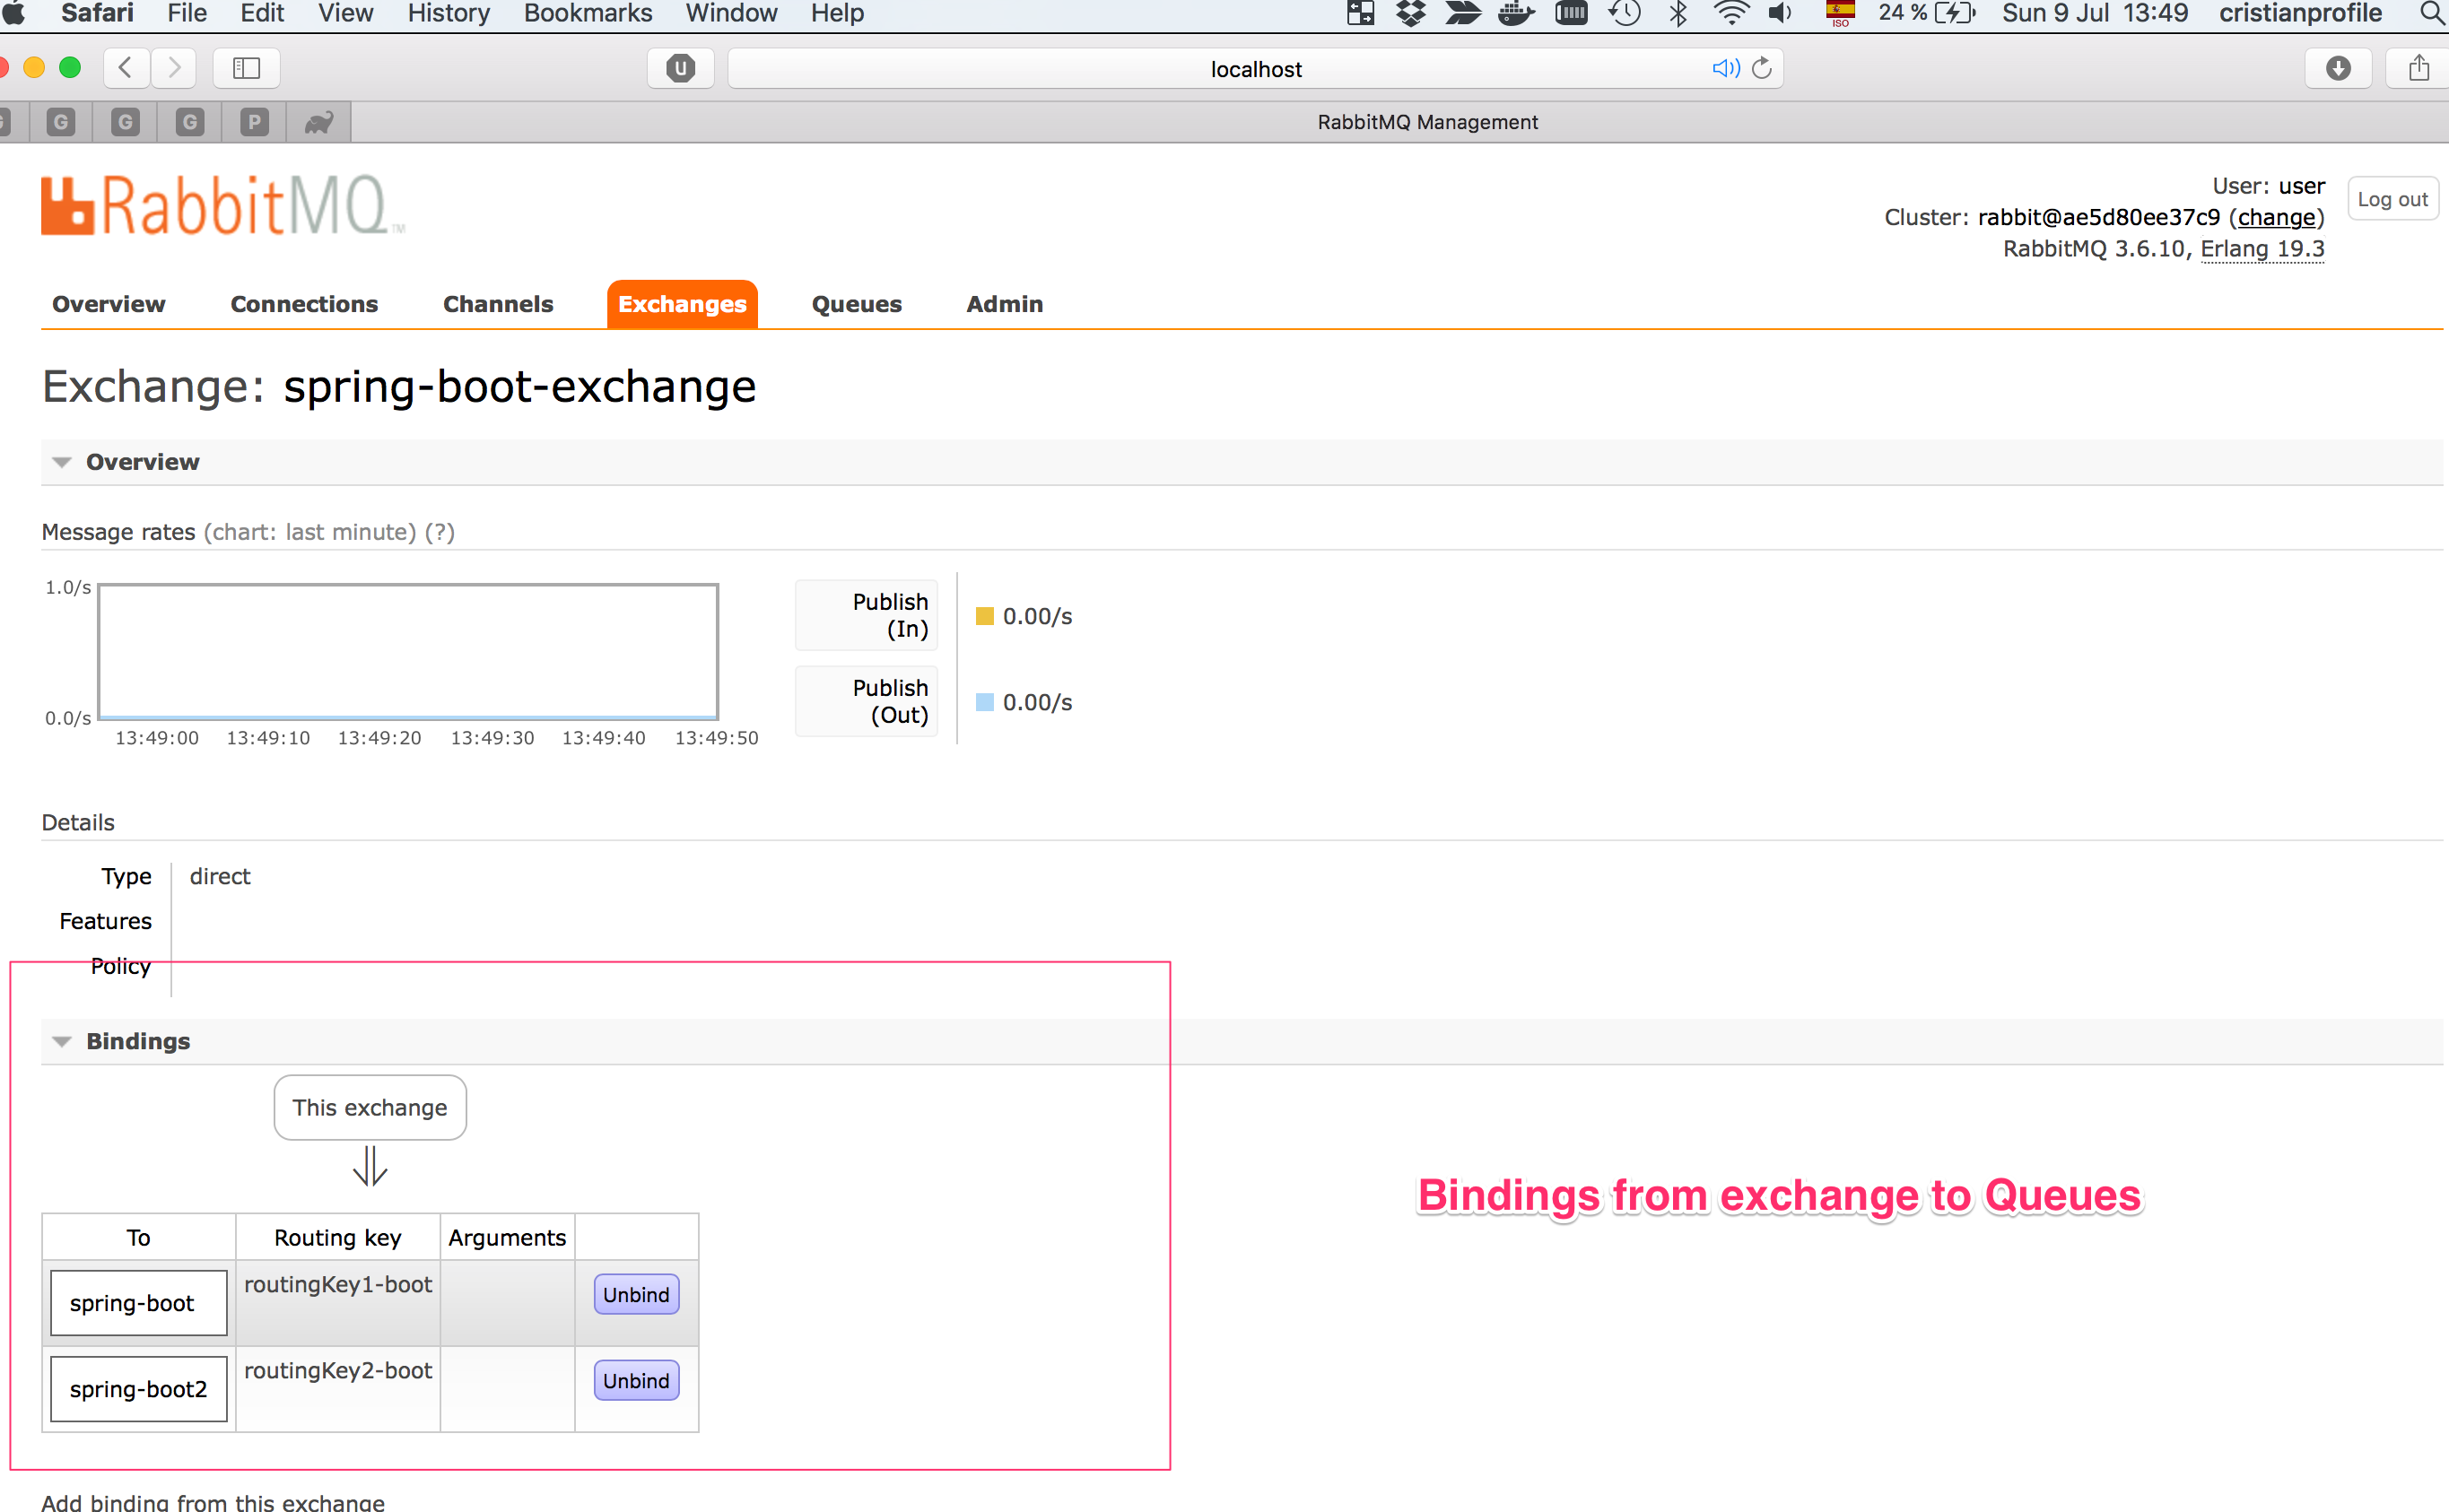 Safari File Edit View History Bookmarks Window Help ISO 24 % Sun 9 Jul 13:49 cristianprofile
U localhost
G G G P RabbitMQ Management
RabbitMQ TM
User: user
Log out
Cluster: rabbit@ae5d80ee37c9 (change)
RabbitMQ 3.6.10, Erlang 19.3
Overview Connections Channels Exchanges Queues Admin
Exchange: spring-boot-exchange
Overview
Message rates (chart: last minute) (?)
1.0/s
0.0/s
13:49:00 13:49:10 13:49:20 13:49:30 13:49:40 13:49:50
Publish
(In)
0.00/s
Publish
(Out)
0.00/s
Details
Type direct
Features
Policy
Bindings
This exchange
⇓
Bindings from exchange to Queues
To Routing key Arguments
spring-boot routingKey1-boot Unbind
spring-boot2 routingKey2-boot Unbind
Add binding from this exchange